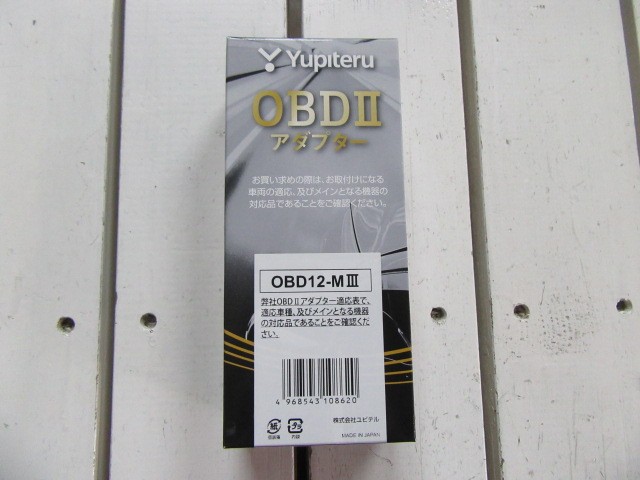 Yupiteru
OBDⅡ
アダプター
お買い求めの際は、お取付けになる
車両の適応、及びメインとなる機器の
対応品であることをご確認ください。
OBD12-MⅢ
弊社OBDⅡアダプター適応表で、
適応車種、及びメインとなる機器
の対応品であることをご確認くだ
さい。
4 968543 108620
株式会社ユピテル
紙
プラ
MADE IN JAPAN